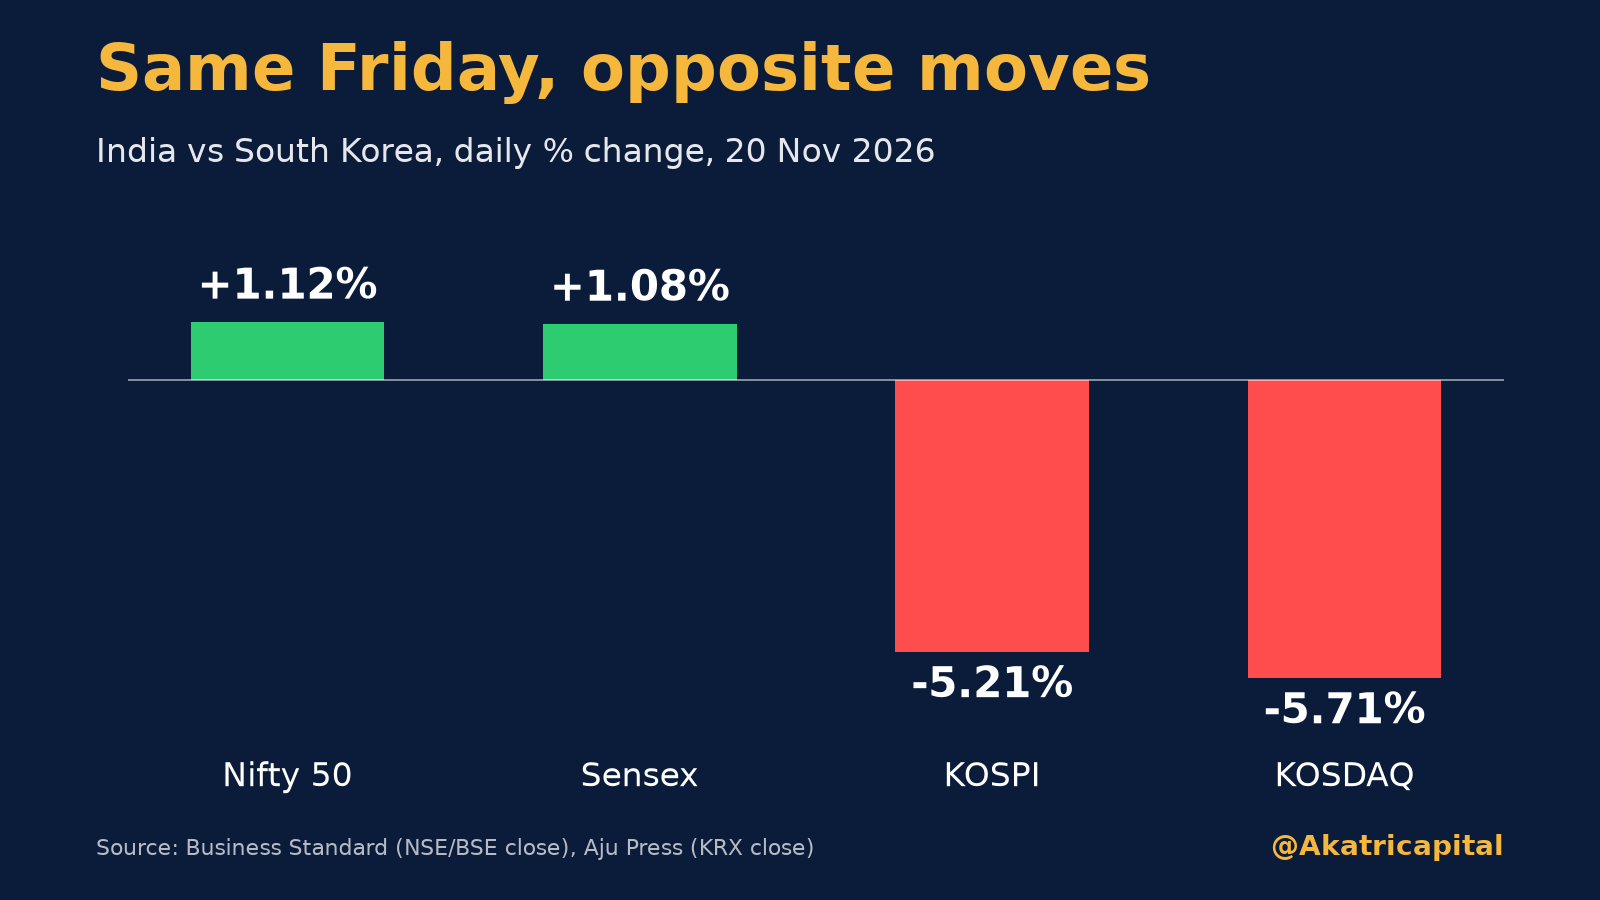 Same Friday, opposite moves
India vs South Korea, daily % change, 20 Nov 2026
+1.12%
+1.08%
-5.21%
-5.71%
Nifty 50
Sensex
KOSPI
KOSDAQ
Source: Business Standard (NSE/BSE close), Aju Press (KRX close)
@Akatricapital